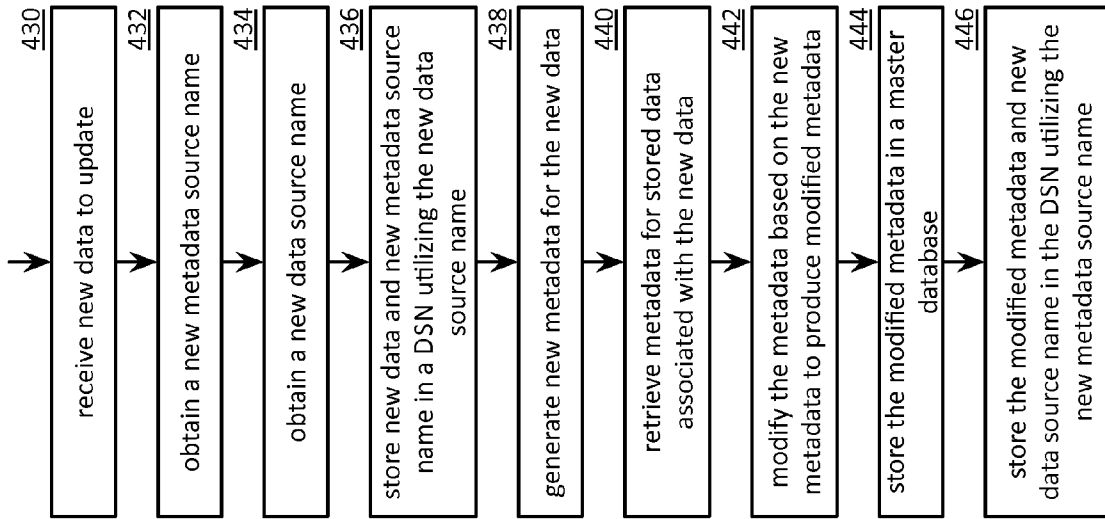 430
receive new data to update
432
obtain a new metadata source name
434
obtain a new data source name
436
store new data and new metadata source
name in a DSN utilizing the new data
source name
438
generate new metadata for the new data
440
retrieve metadata for stored data
associated with the new data
442
modify the metadata based on the new
metadata to produce modified metadata
444
store the modified metadata in a master
database
446
store the modified metadata and new
data source name in the DSN utilizing the
new metadata source name